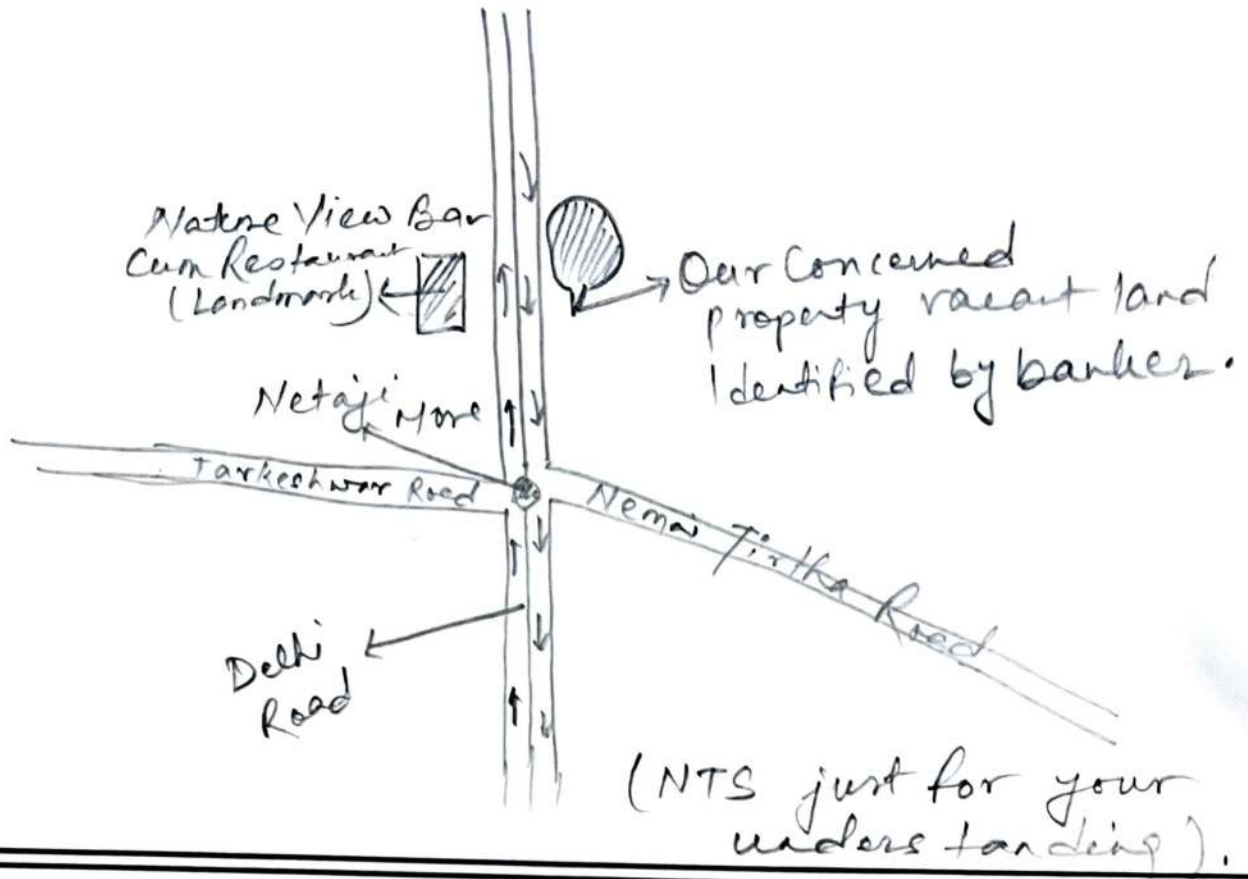 Nature View Bar
Cum Restaurant
(Landmark)
Our Concerned
property vacant land
Identified by banker.
Netaji More
Tarkeshwar Road
Nemai Tirtha Road
Delhi
Road
(NTS just for your
understanding).